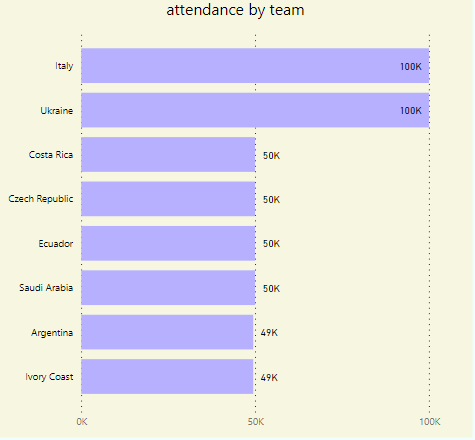 attendance by team
Italy 100K
Ukraine 100K
Costa Rica 50K
Czech Republic 50K
Ecuador 50K
Saudi Arabia 50K
Argentina 49K
Ivory Coast 49K
0K 50K 100K